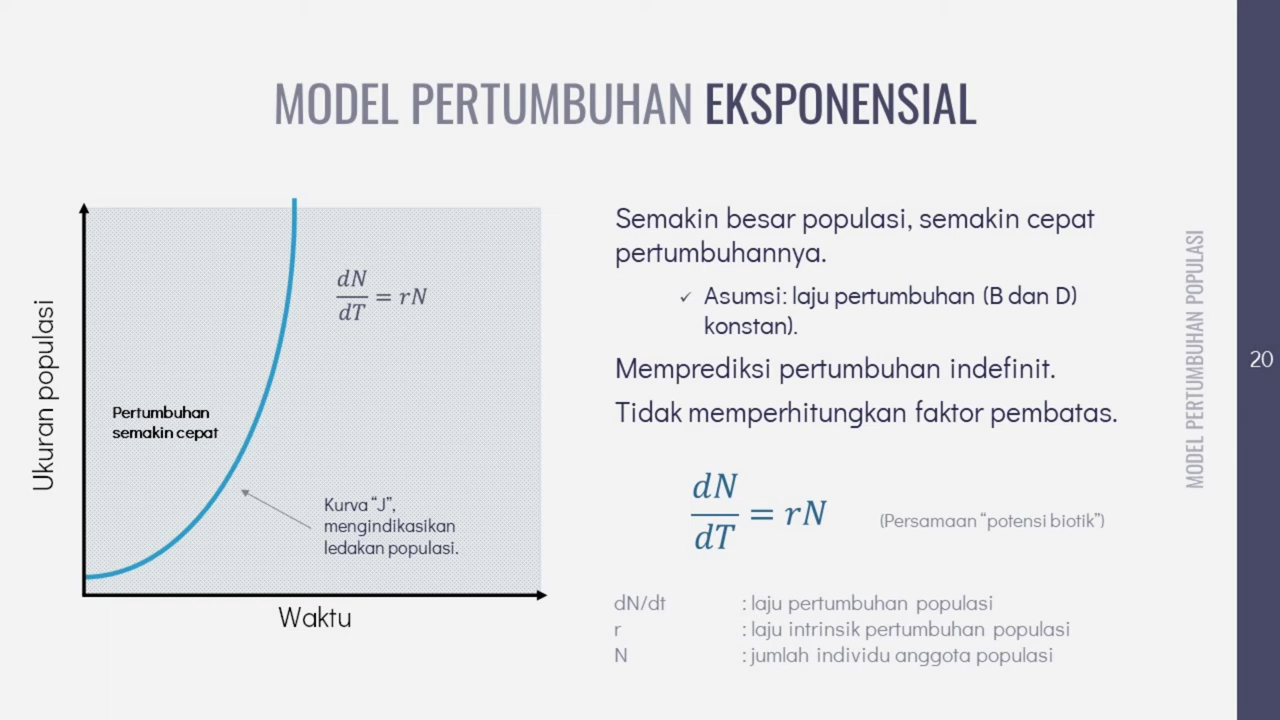 MODEL PERTUMBUHAN EKSPONENSIAL
Ukuran populasi
dN/dT = rN
Pertumbuhan
semakin cepat
Kurva “J”,
mengindikasikan
ledakan populasi.
Waktu
Semakin besar populasi, semakin cepat
pertumbuhannya.
✓ Asumsi: laju pertumbuhan (B dan D)
konstan).
Memprediksi pertumbuhan indefinit.
Tidak memperhitungkan faktor pembatas.
dN/dT = rN (Persamaan “potensi biotik”)
dN/dt : laju pertumbuhan populasi
r : laju intrinsik pertumbuhan populasi
N : jumlah individu anggota populasi
MODEL PERTUMBUHAN POPULASI
20